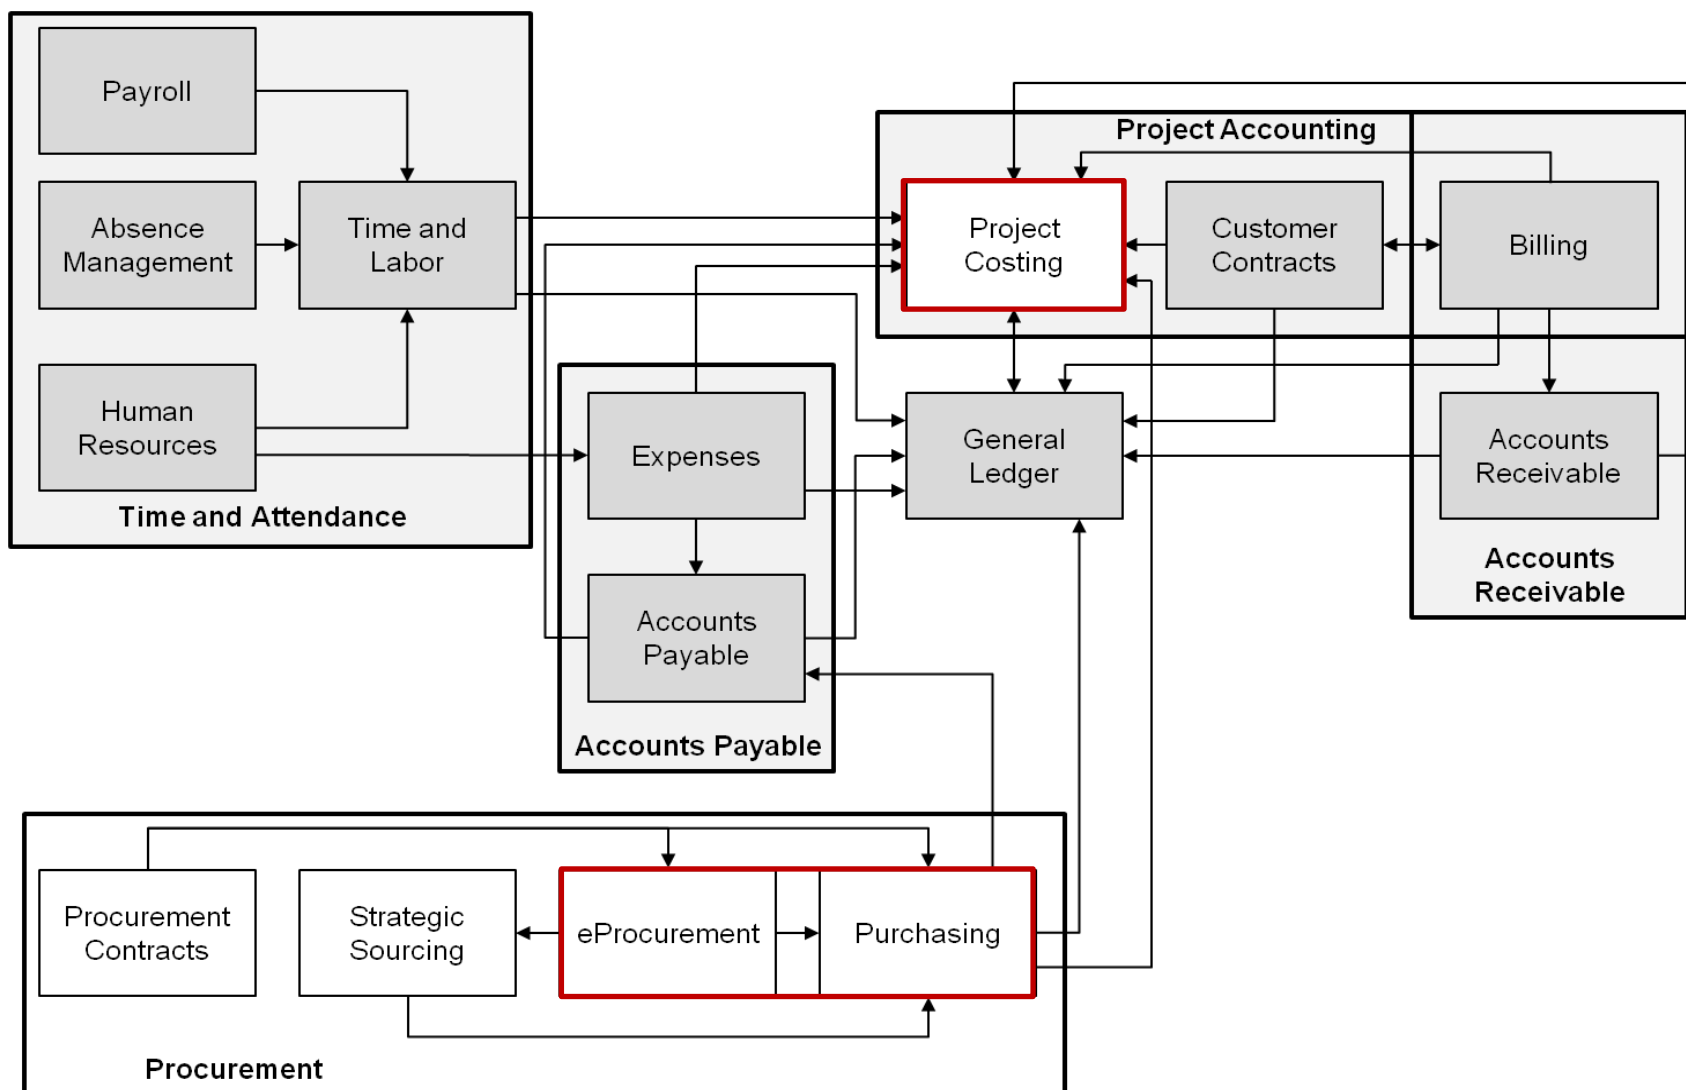 Payroll
Absence
Management
Time and
Labor
Human
Resources
Time and Attendance
Project Accounting
Project
Costing
Customer
Contracts
Billing
Expenses
General
Ledger
Accounts
Receivable
Accounts
Receivable
Accounts
Payable
Accounts Payable
Procurement
Contracts
Strategic
Sourcing
eProcurement
Purchasing
Procurement